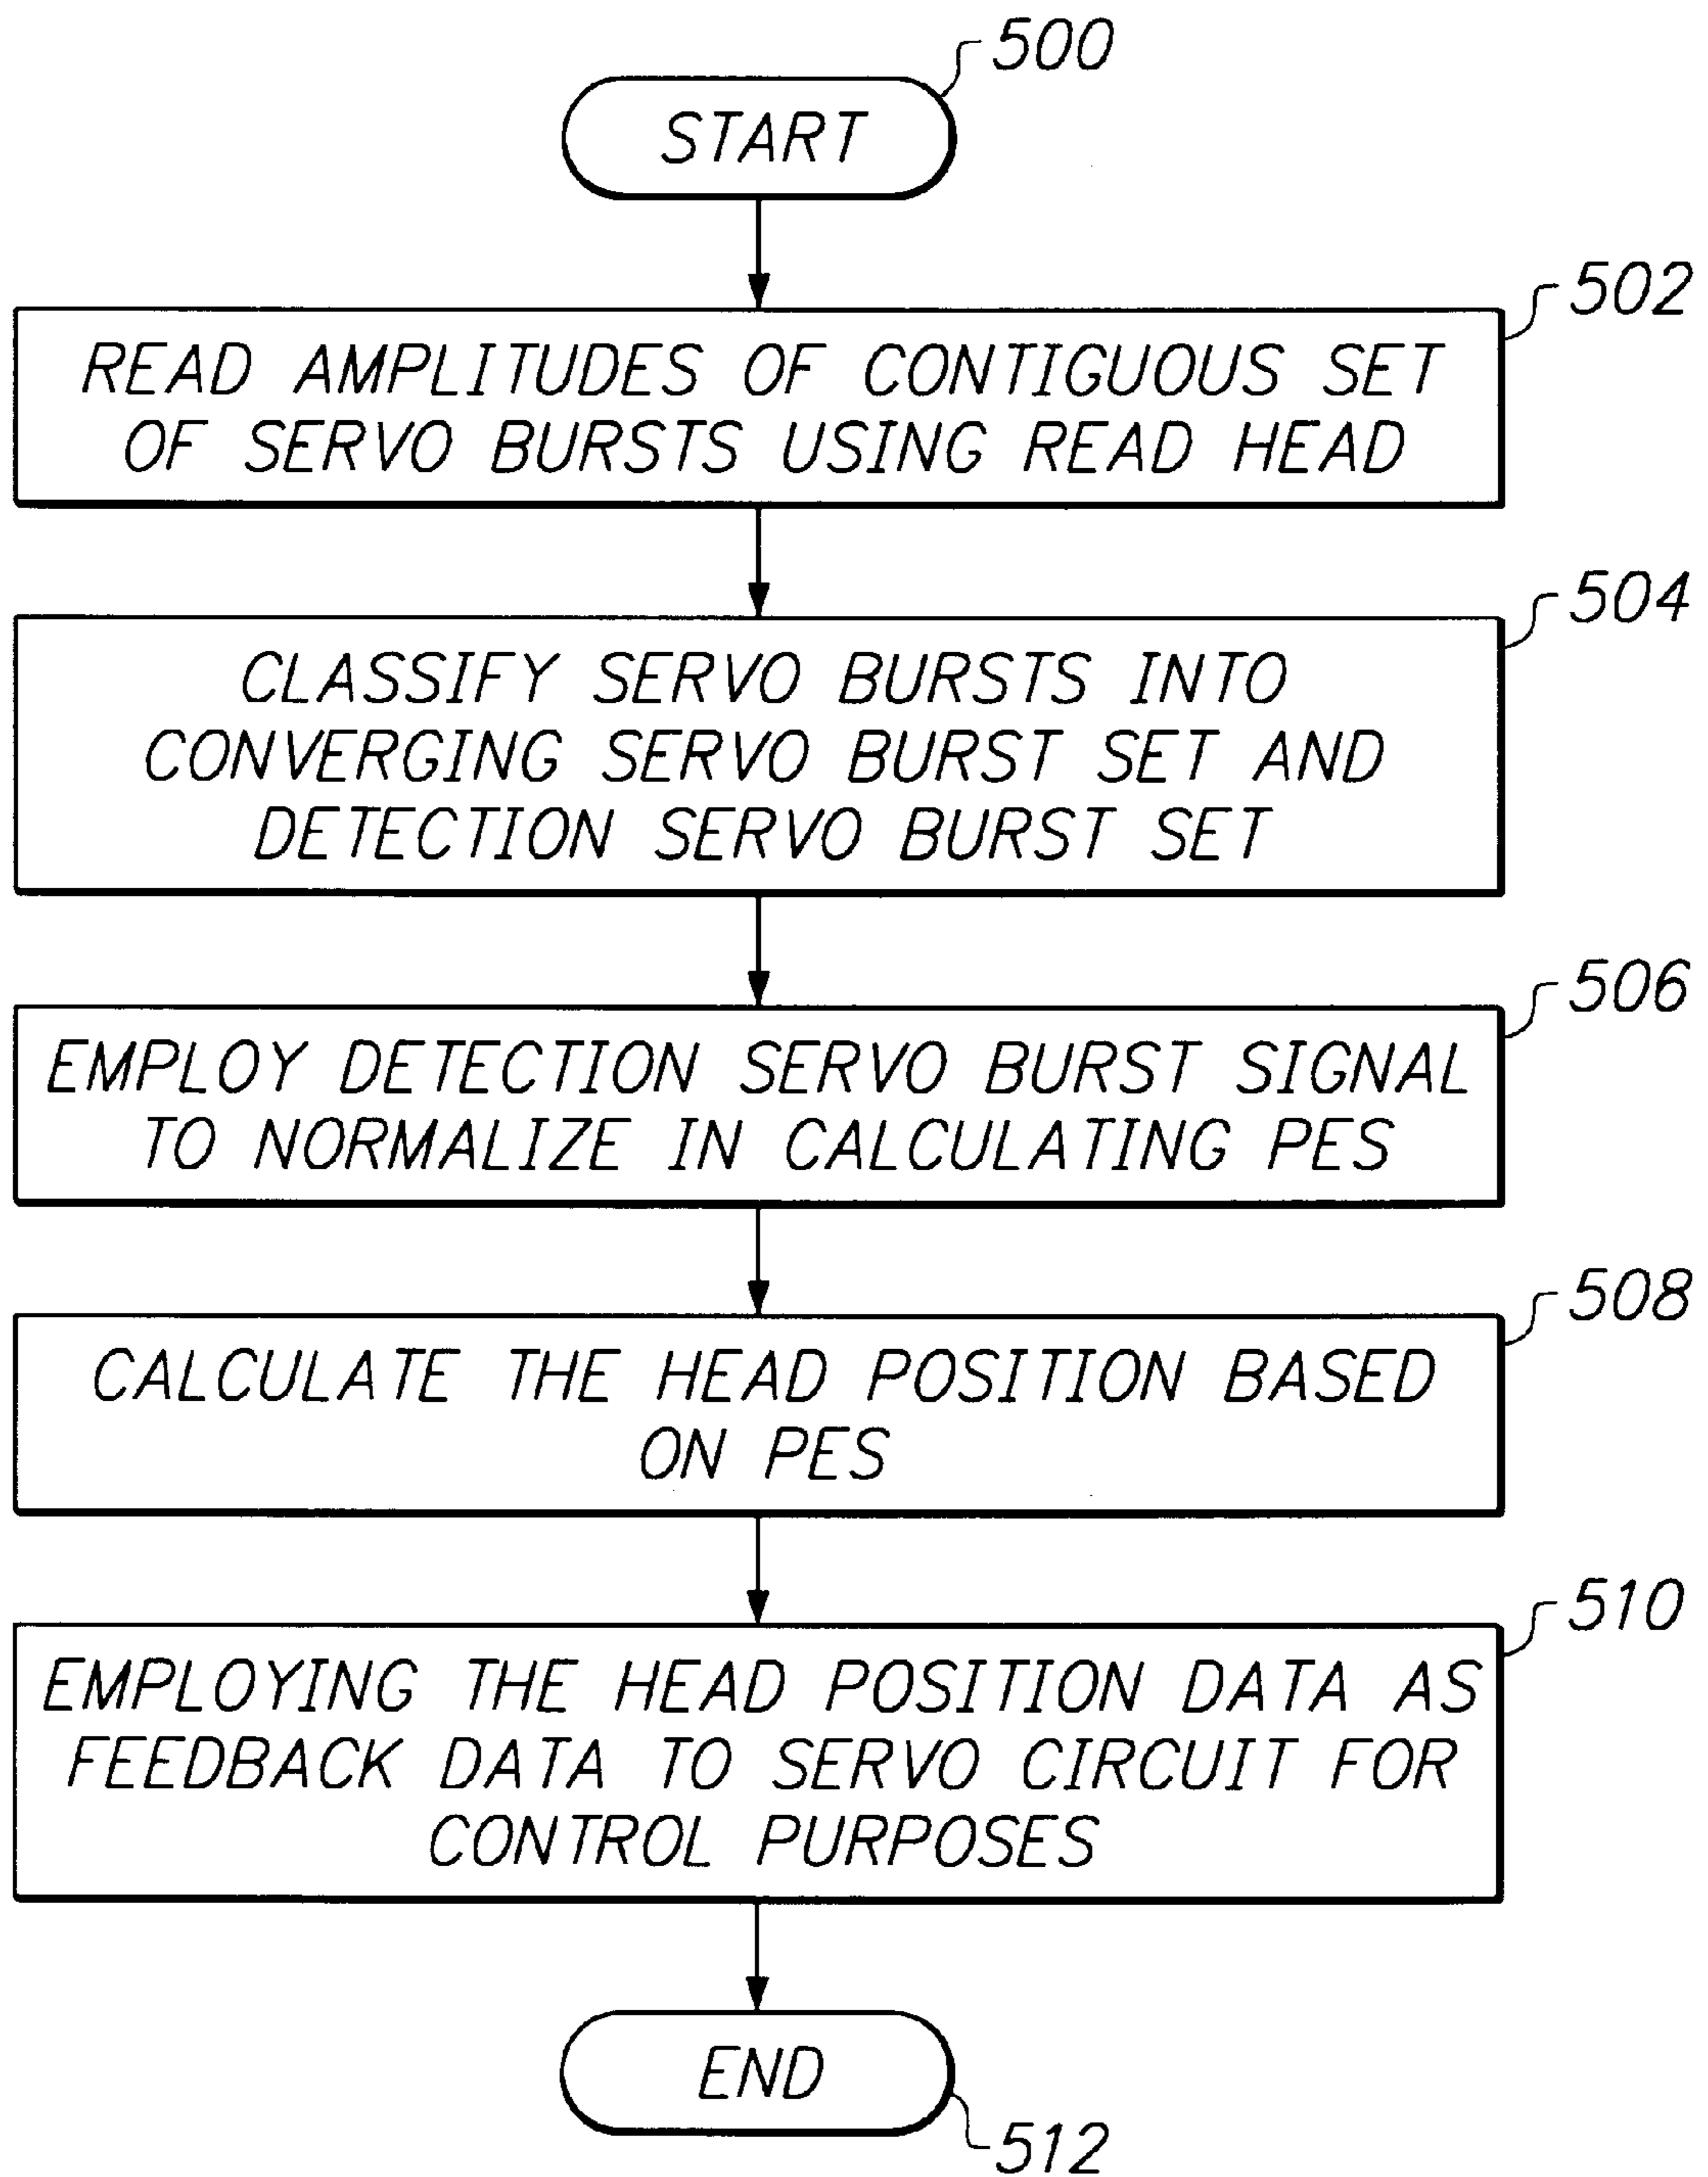 500
START
502
READ AMPLITUDES OF CONTIGUOUS SET
OF SERVO BURSTS USING READ HEAD
504
CLASSIFY SERVO BURSTS INTO
CONVERGING SERVO BURST SET AND
DETECTION SERVO BURST SET
506
EMPLOY DETECTION SERVO BURST SIGNAL
TO NORMALIZE IN CALCULATING PES
508
CALCULATE THE HEAD POSITION BASED
ON PES
510
EMPLOYING THE HEAD POSITION DATA AS
FEEDBACK DATA TO SERVO CIRCUIT FOR
CONTROL PURPOSES
END
512